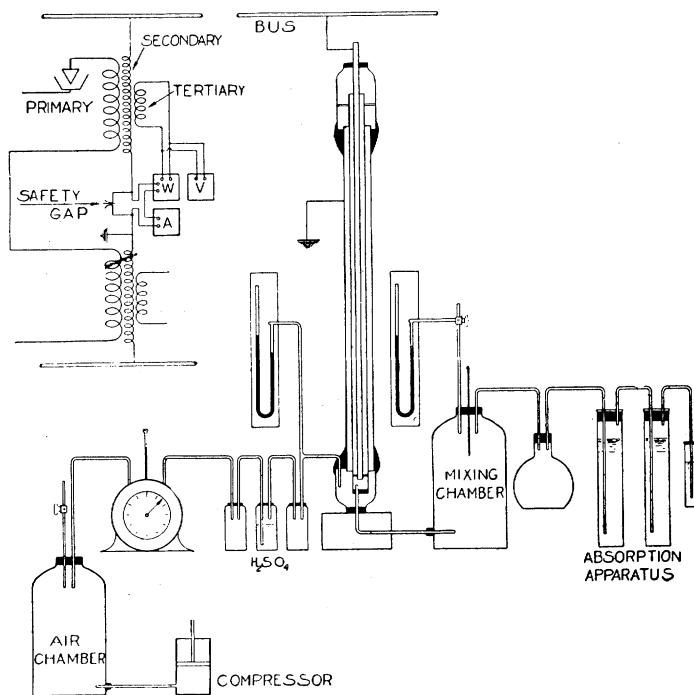 BUS
SECONDARY
PRIMARY
TERTIARY
W
V
SAFETY
GAP
A
MIXING
CHAMBER
H₂SO₄
ABSORPTION
APPARATUS
AIR
CHAMBER
COMPRESSOR